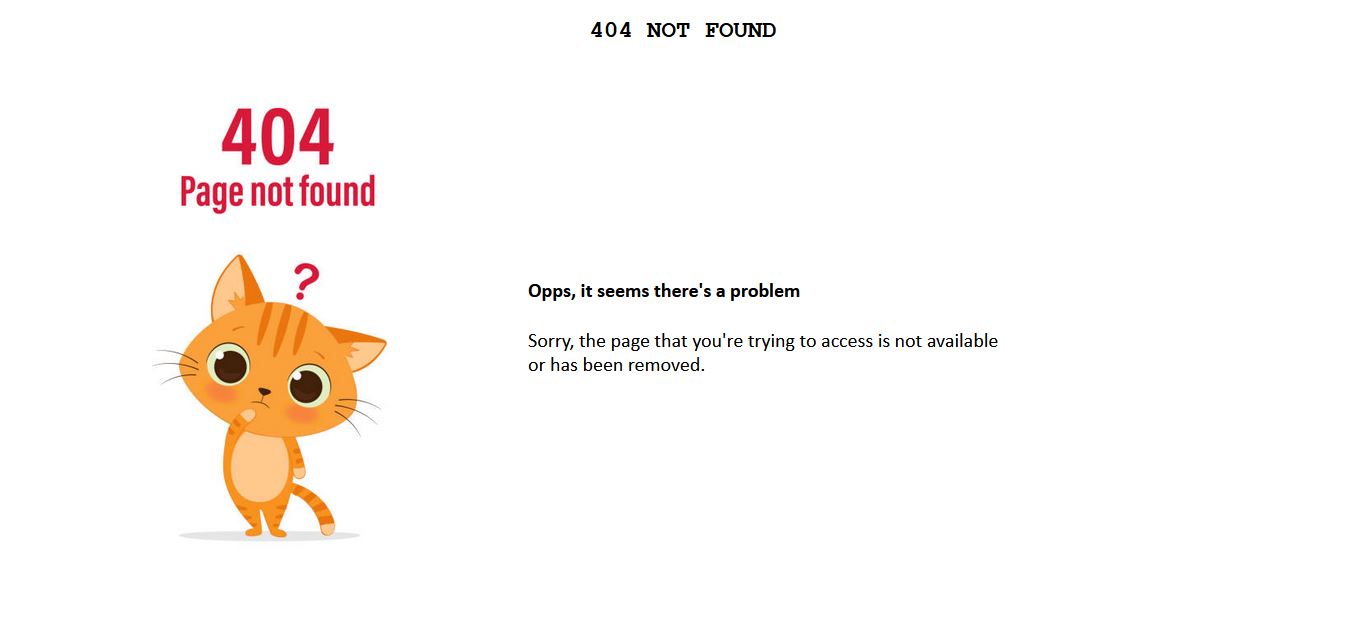 404 NOT FOUND
404
Page not found
?
Opps, it seems there's a problem
Sorry, the page that you're trying to access is not available
or has been removed.